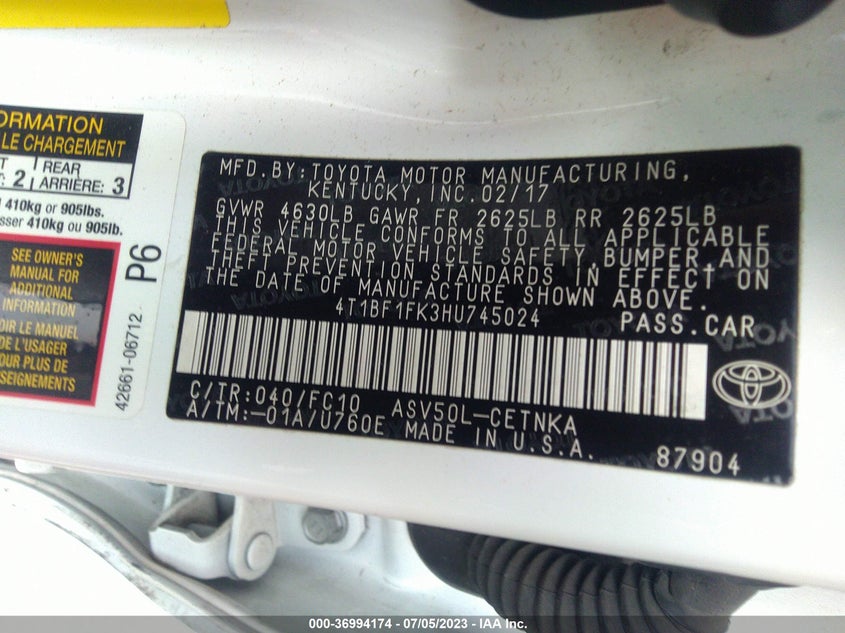 ORMATION
LE CHARGEMENT
2
REAR
ARRIÈRE: 3
410kg or 905lbs.
sser 410kg ou 905lb.
SEE OWNER'S
MANUAL FOR
ADDITIONAL
INFORMATION
OIR LE MANUEL
DE L'USAGER
POUR PLUS DE
SEIGNEMENTS
P6
42661-06712
MFD.BY:TOYOTA MOTOR MANUFACTURING,
KENTUCKY,INC.02/17
GVWR 4630LB GAWR FR 2625LB RR 2625LB
THIS VEHICLE CONFORMS TO ALL APPLICABLE
FEDERAL MOTOR VEHICLE SAFETY,BUMPER,AND
THEFT PREVENTION STANDARDS IN EFFECT ON
THE DATE OF MANUFACTURE SHOWN ABOVE.
4T1BF1FK3HU745024 PASS.CAR
C/TR:040/FC10 ASV50L-CETNKA
A/TM:-01A/U760E MADE IN U.S.A.
87904
TOYOTA
000-36994174 / 07/05/2023 - IAA Inc.